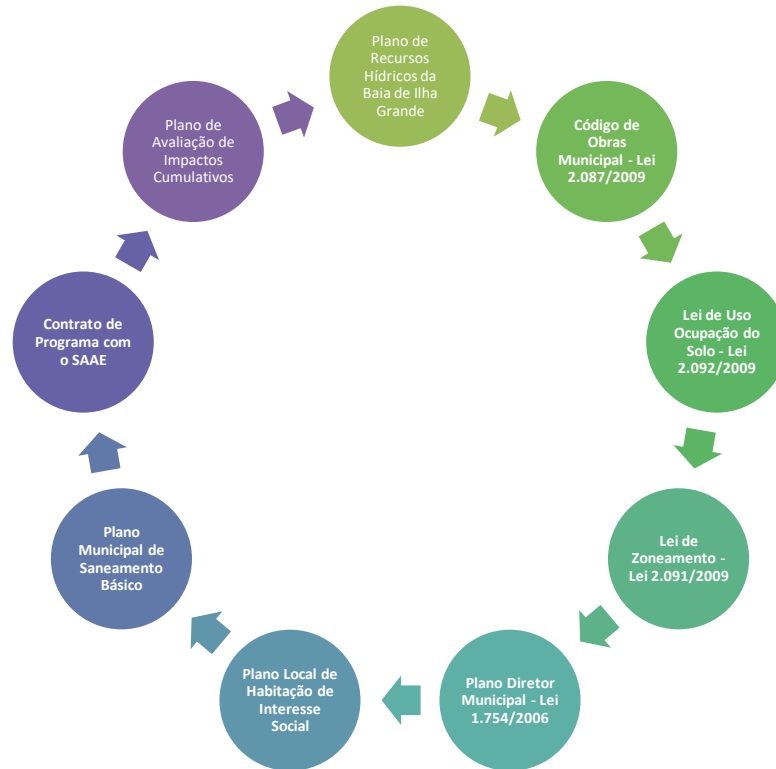 Plano de
Recursos
Hídricos da
Baia de Ilha
Grande
Código de
Obras
Municipal - Lei
2.087/2009
Lei de Uso
Ocupação do
Solo - Lei
2.092/2009
Lei de
Zoneamento -
Lei 2.091/2009
Plano Diretor
Municipal - Lei
1.754/2006
Plano Local de
Habitação de
Interesse
Social
Plano
Municipal de
Saneamento
Básico
Contrato de
Programa com
o SAAE
Plano de
Avaliação de
Impactos
Cumulativos